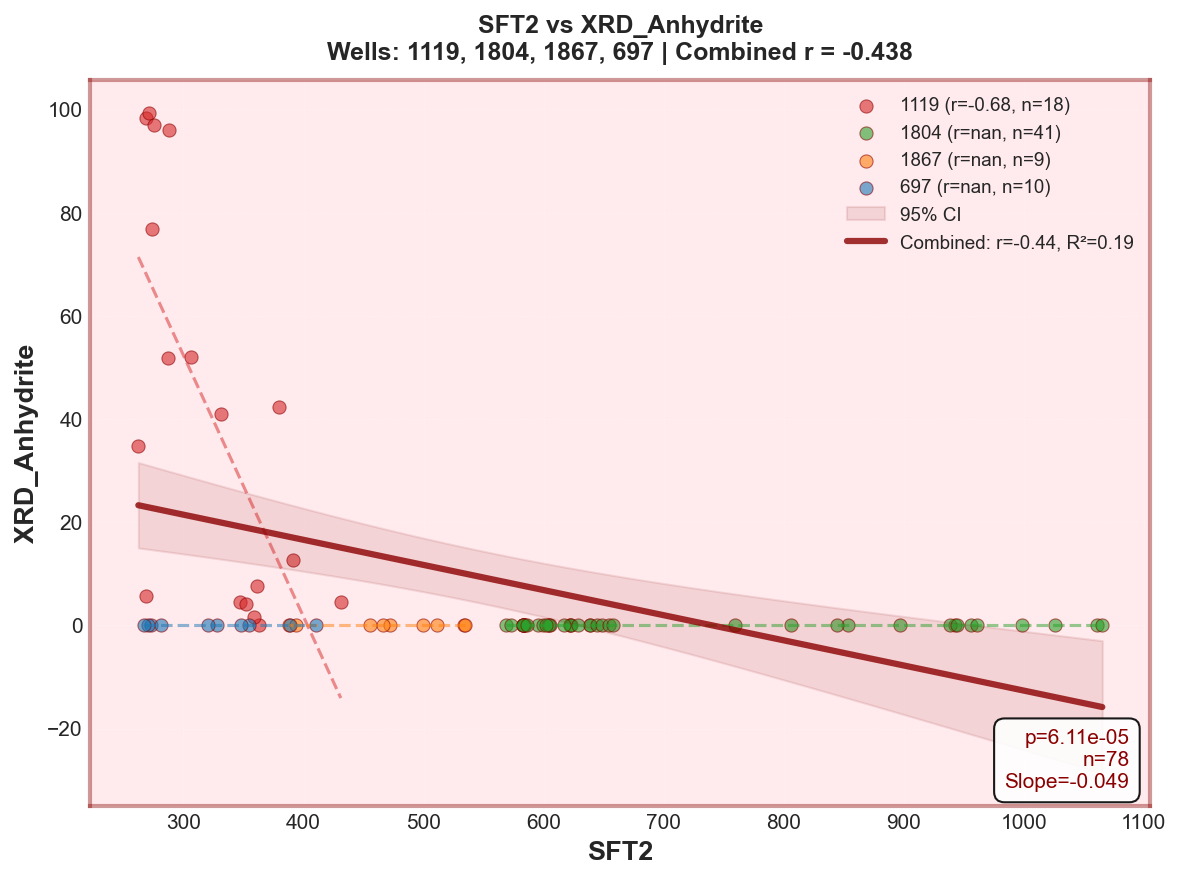 SFT2 vs XRD_Anhydrite
Wells: 1119, 1804, 1867, 697 | Combined r = -0.438
1119 (r=-0.68, n=18)
1804 (r=nan, n=41)
1867 (r=nan, n=9)
697 (r=nan, n=10)
95% CI
Combined: r=-0.44, R²=0.19
XRD_Anhydrite
100
80
60
40
20
0
−20
p=6.11e-05
n=78
Slope=-0.049
300 400 500 600 700 800 900 1000 1100
SFT2